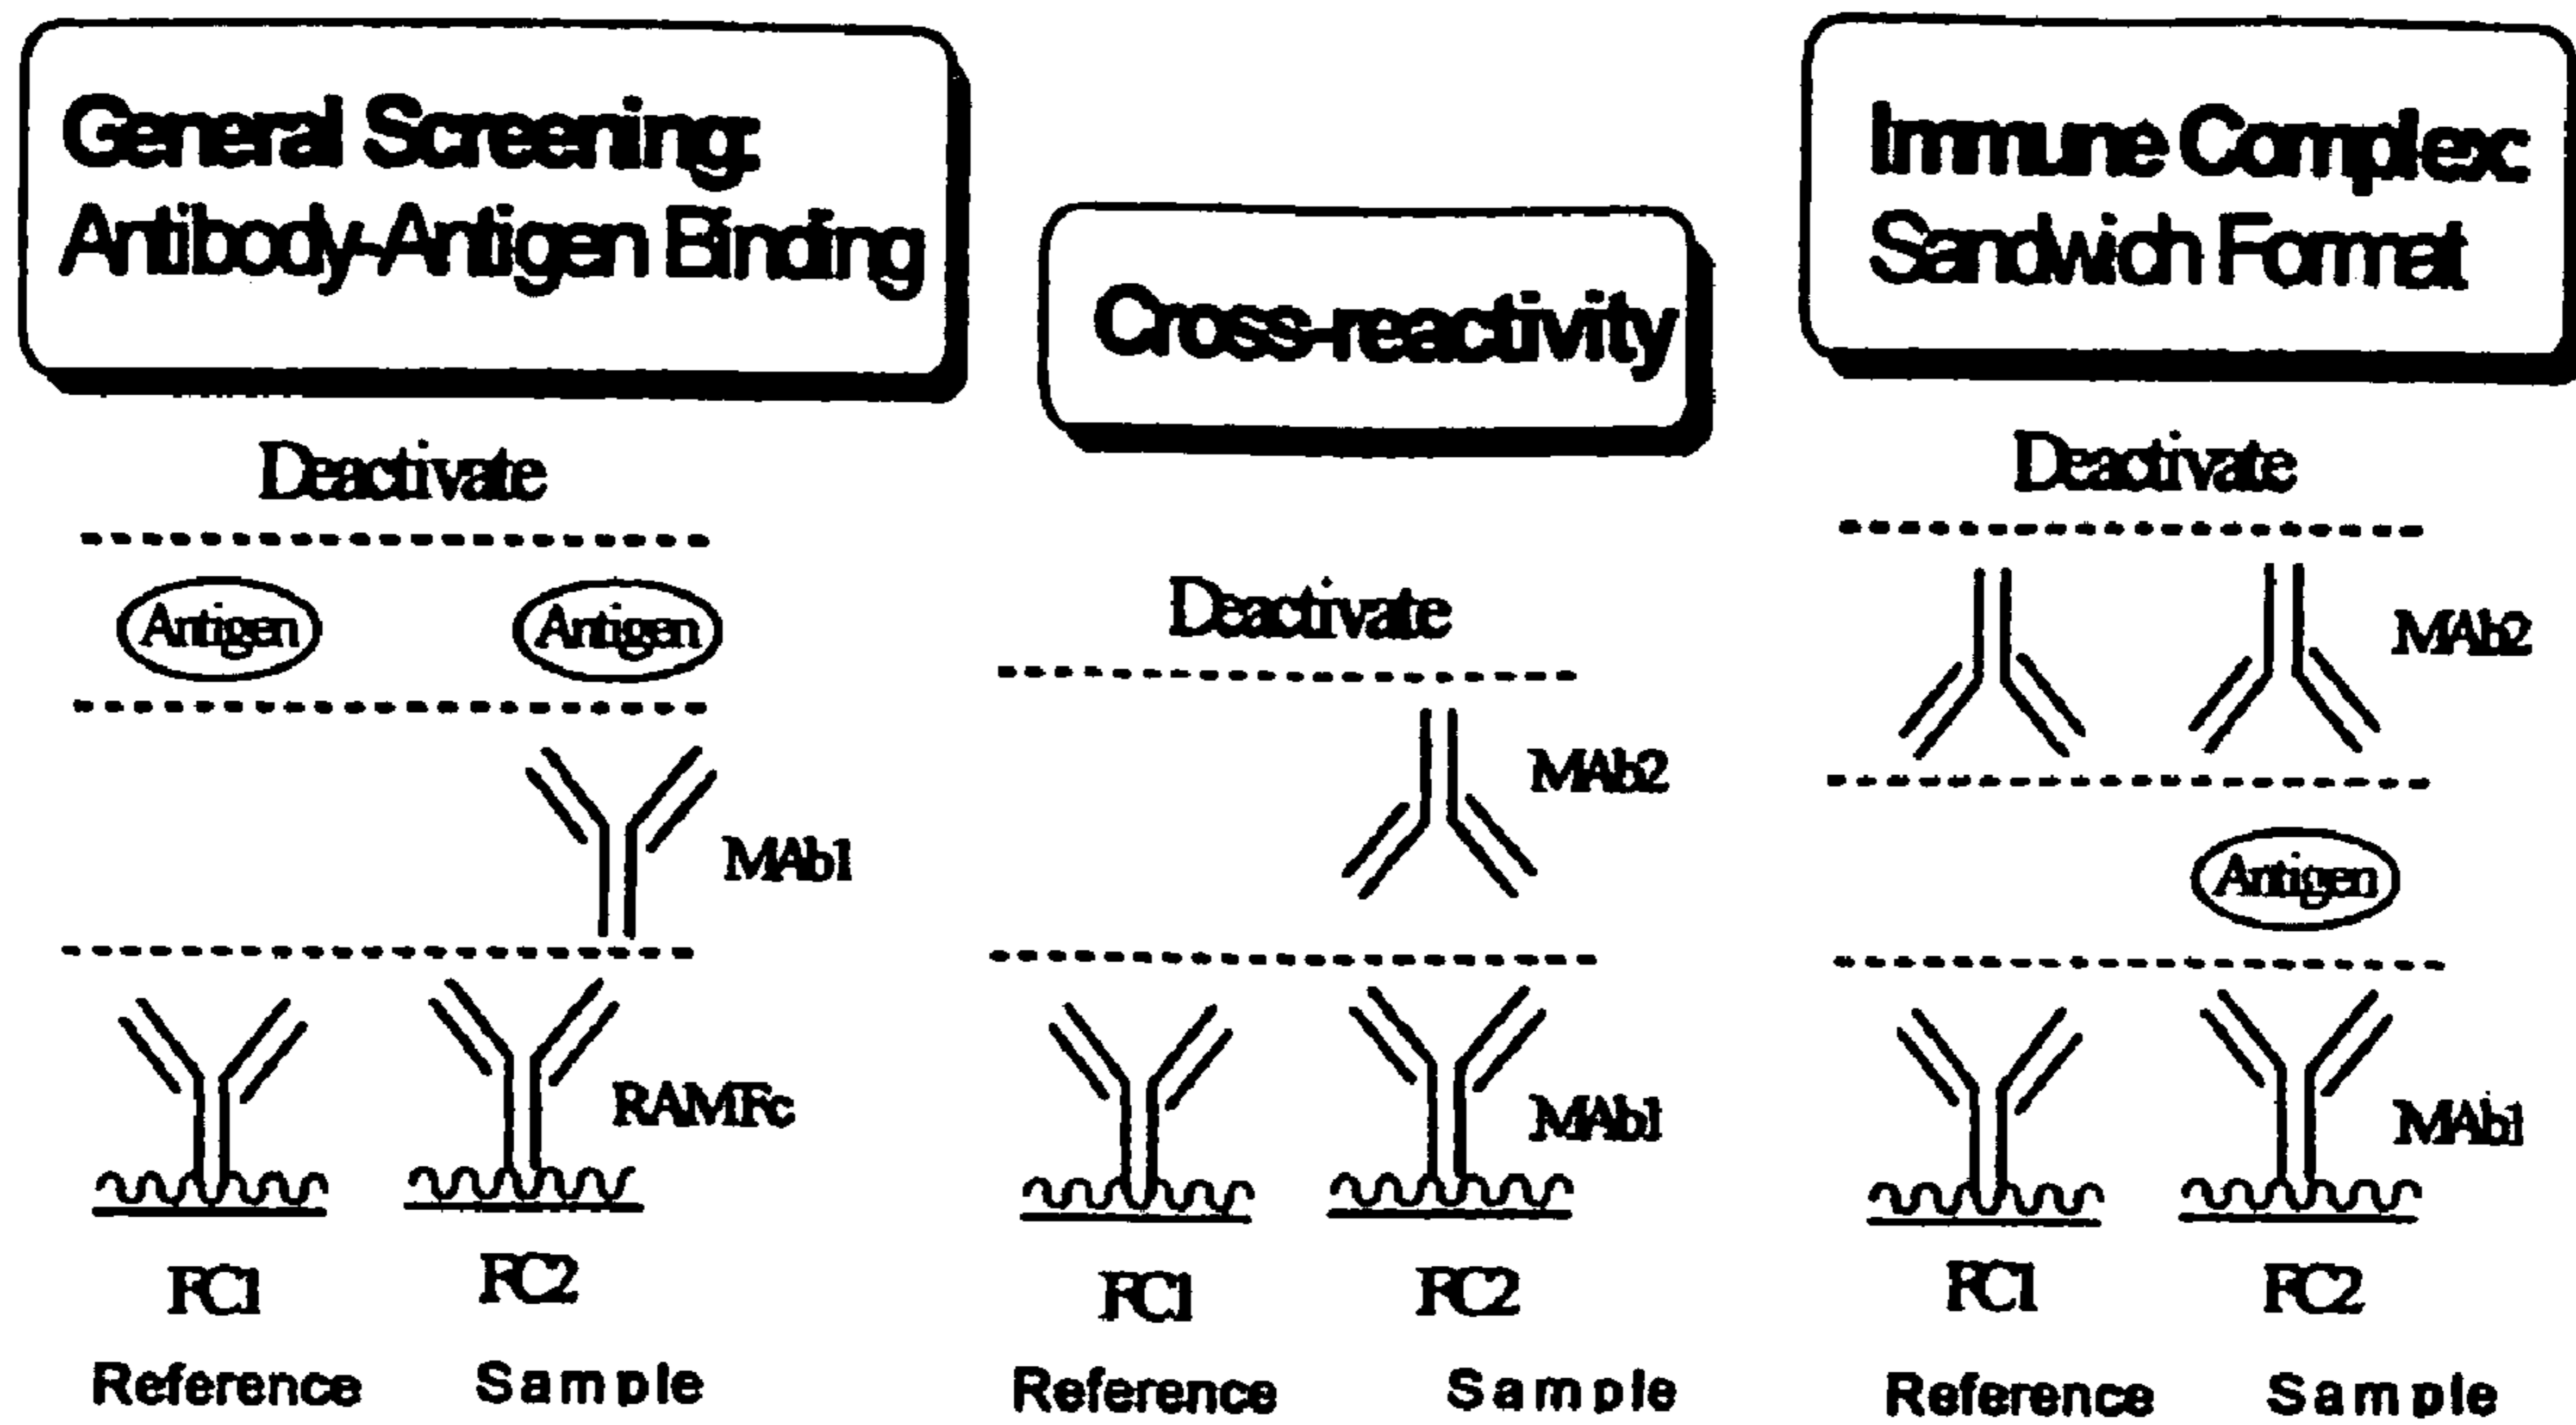 General Screening:
Antibody-Antigen Binding
Deactivate
Antigen Antigen
MAb1
RAMFc
FC1 FC2
Reference Sample
Cross-reactivity
Deactivate
MAb2
MAb1
FC1 FC2
Reference Sample
Immune Complex:
Sandwich Format
Deactivate
MAb2
Antigen
MAb1
FC1 FC2
Reference Sample